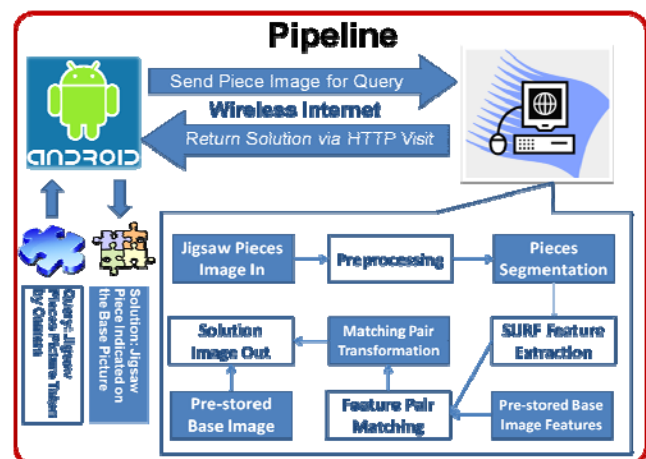 Pipeline
Send Piece Image for Query
Wireless Internet
Return Solution via HTTP Visit
ANDROID
Query: Jigsaw
Pieces Picture Taken
by Camera
Solution: Jigsaw
Piece Indicated on
the Base Picture
Jigsaw Pieces
Image In
Preprocessing
Pieces
Segmentation
Solution
Image Out
Matching Pair
Transformation
SURF Feature
Extraction
Pre-stored
Base Image
Feature Pair
Matching
Pre-stored Base
Image Features